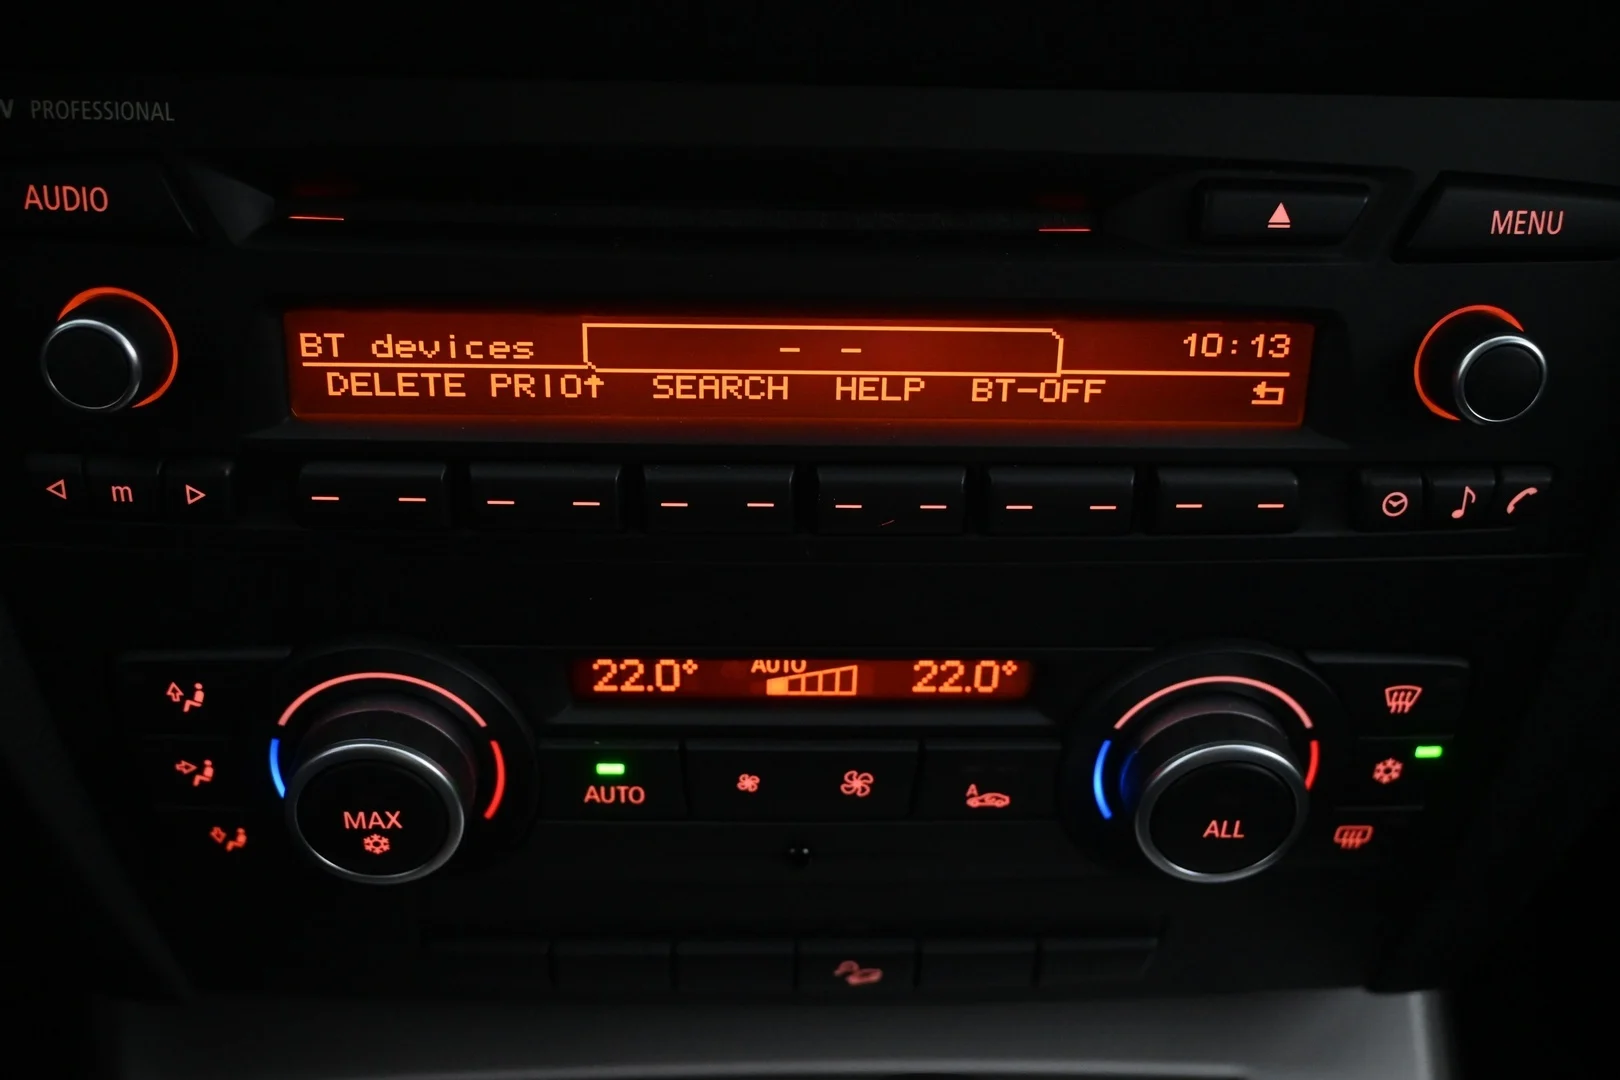 PROFESSIONAL
AUDIO
MENU
BT devices - - 10:13
DELETE PRIO↑ SEARCH HELP BT-OFF
m
22.0° AUTO 22.0°
AUTO
A
MAX
ALL